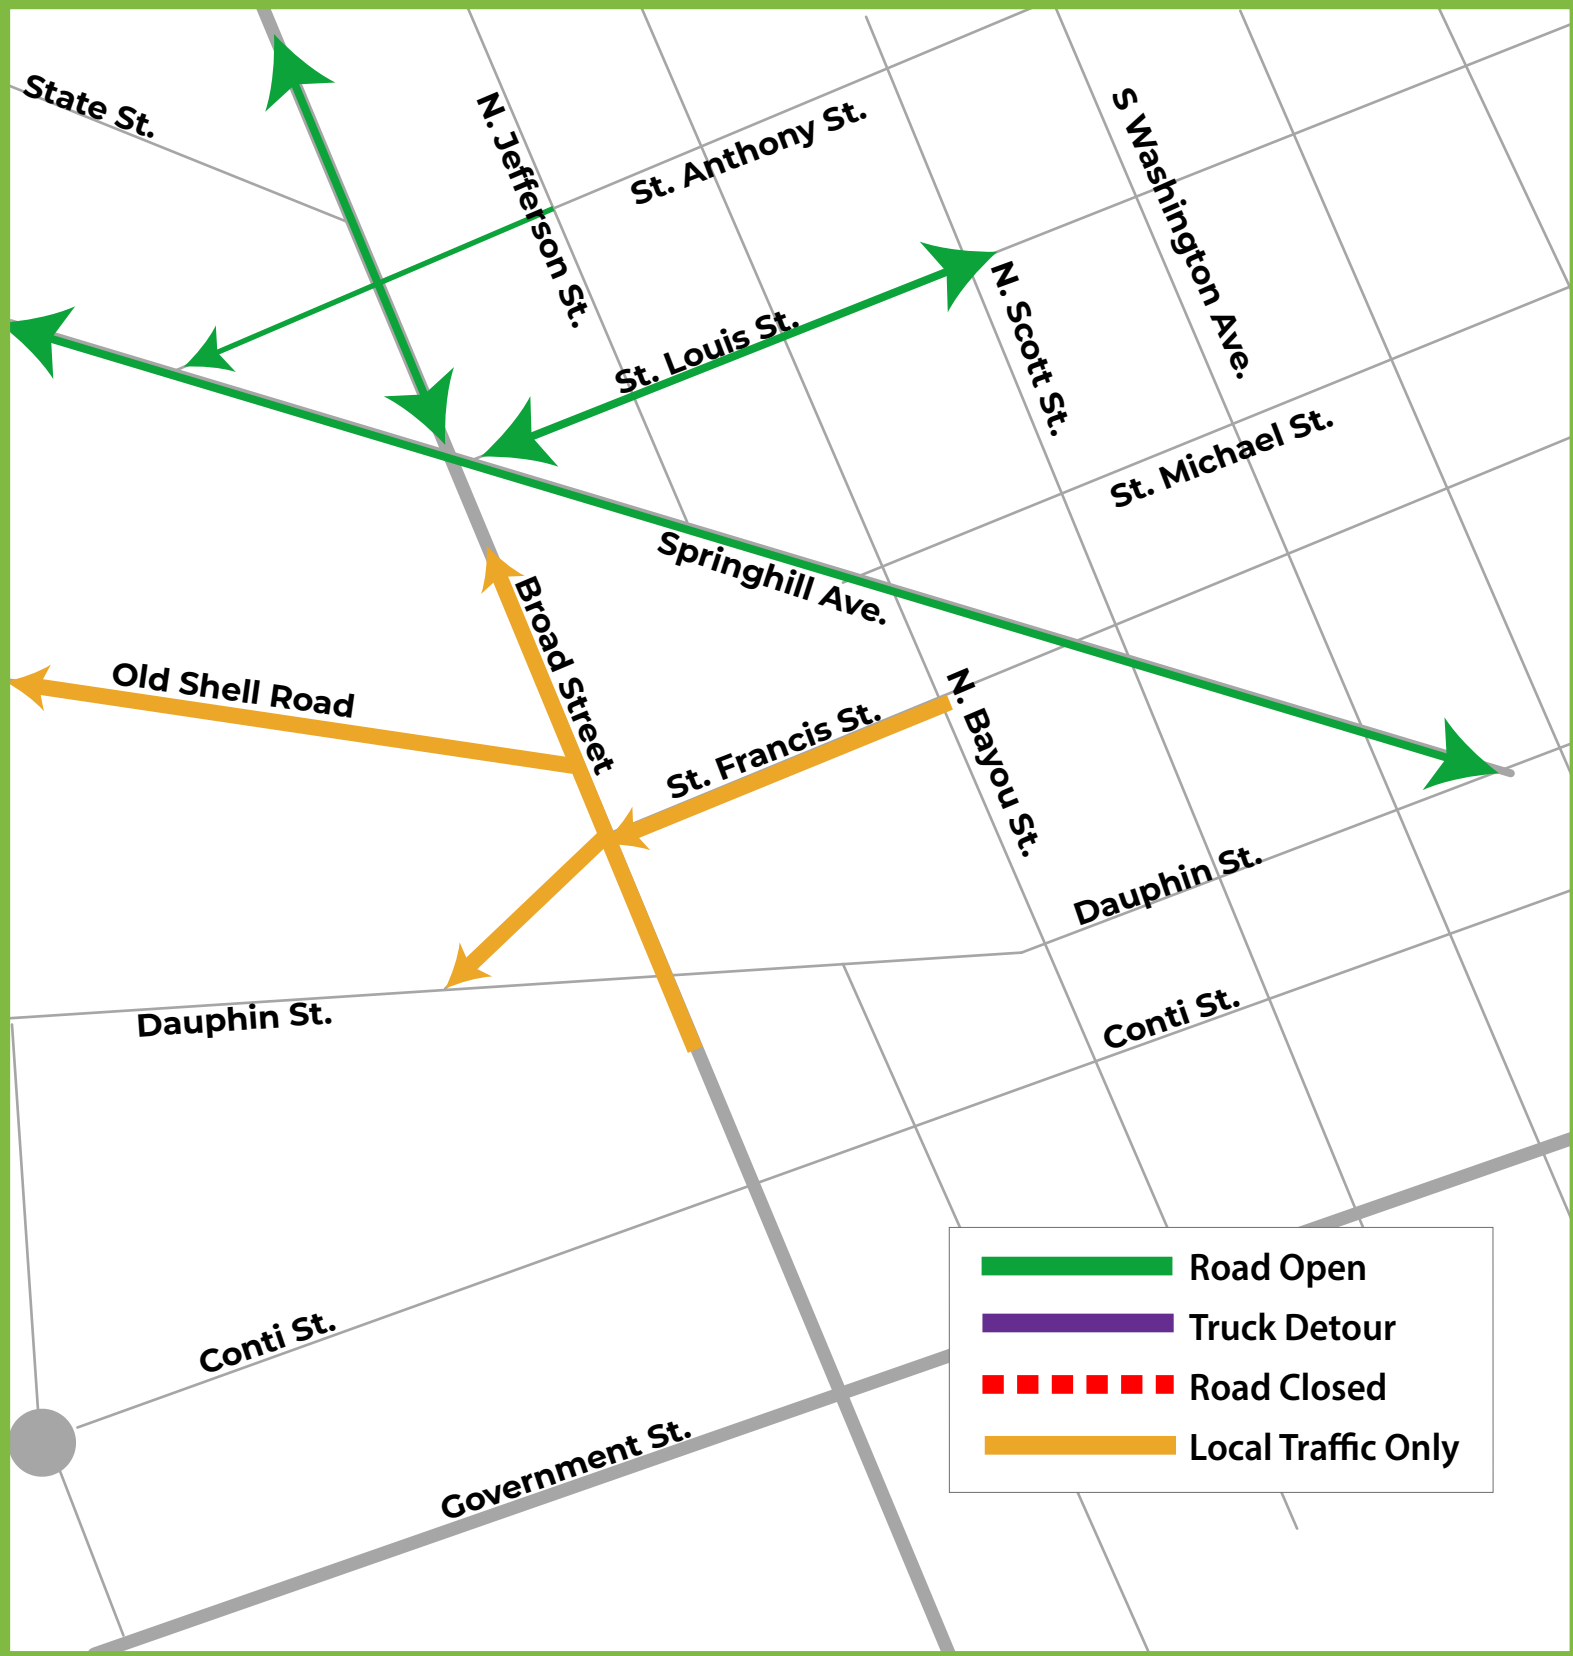 State St.
N. Jefferson St.
St. Anthony St.
S Washington Ave.
St. Louis St.
N. Scott St.
St. Michael St.
Springhill Ave.
Broad Street
Old Shell Road
St. Francis St.
N. Bayou St.
Dauphin St.
Dauphin St.
Conti St.
Conti St.
Government St.
Road Open
Truck Detour
Road Closed
Local Traffic Only